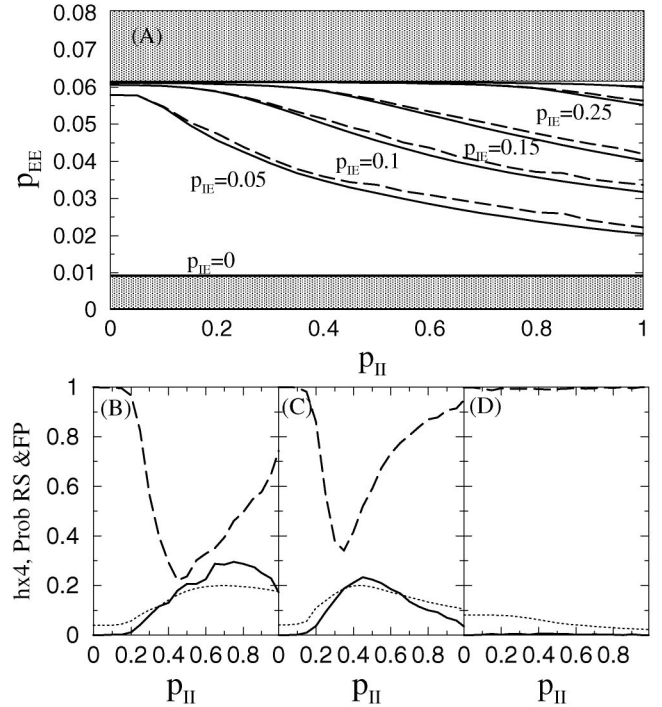 0.08
(A)
0.07
0.06
0.05
0.04
0.03
0.02
0.01
0
p_EE
p_IE=0.25
p_IE=0.15
p_IE=0.1
p_IE=0.05
p_IE=0
0 0.2 0.4 0.6 0.8 1
p_II
1
0.8
0.6
0.4
0.2
0
hx4, Prob RS &FP
(B) (C) (D)
0 0.2 0.4 0.6 0.8 0 0.2 0.4 0.6 0.8 0 0.2 0.4 0.6 0.8
p_II p_II p_II